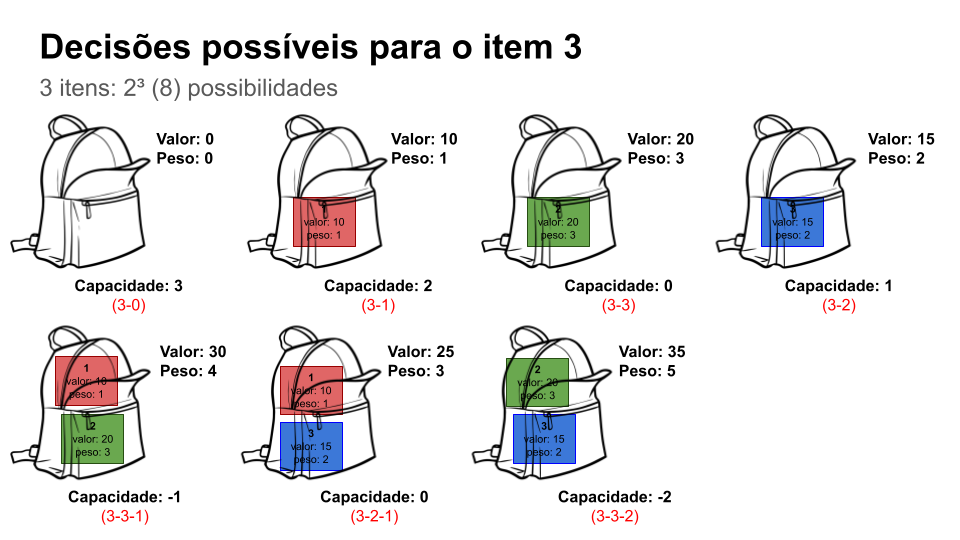 Decisões possíveis para o item 3
3 itens: 2³ (8) possibilidades
Valor: 0
Peso: 0
Capacidade: 3
(3-0)
Valor: 10
Peso: 1
1
valor: 10
peso: 1
Capacidade: 2
(3-1)
Valor: 20
Peso: 3
2
valor: 20
peso: 3
Capacidade: 0
(3-3)
Valor: 15
Peso: 2
3
valor: 15
peso: 2
Capacidade: 1
(3-2)
Valor: 30
Peso: 4
1
valor: 10
peso: 1
2
valor: 20
peso: 3
Capacidade: -1
(3-3-1)
Valor: 25
Peso: 3
1
valor: 10
peso: 1
3
valor: 15
peso: 2
Capacidade: 0
(3-2-1)
Valor: 35
Peso: 5
2
valor: 20
peso: 3
3
valor: 15
peso: 2
Capacidade: -2
(3-3-2)